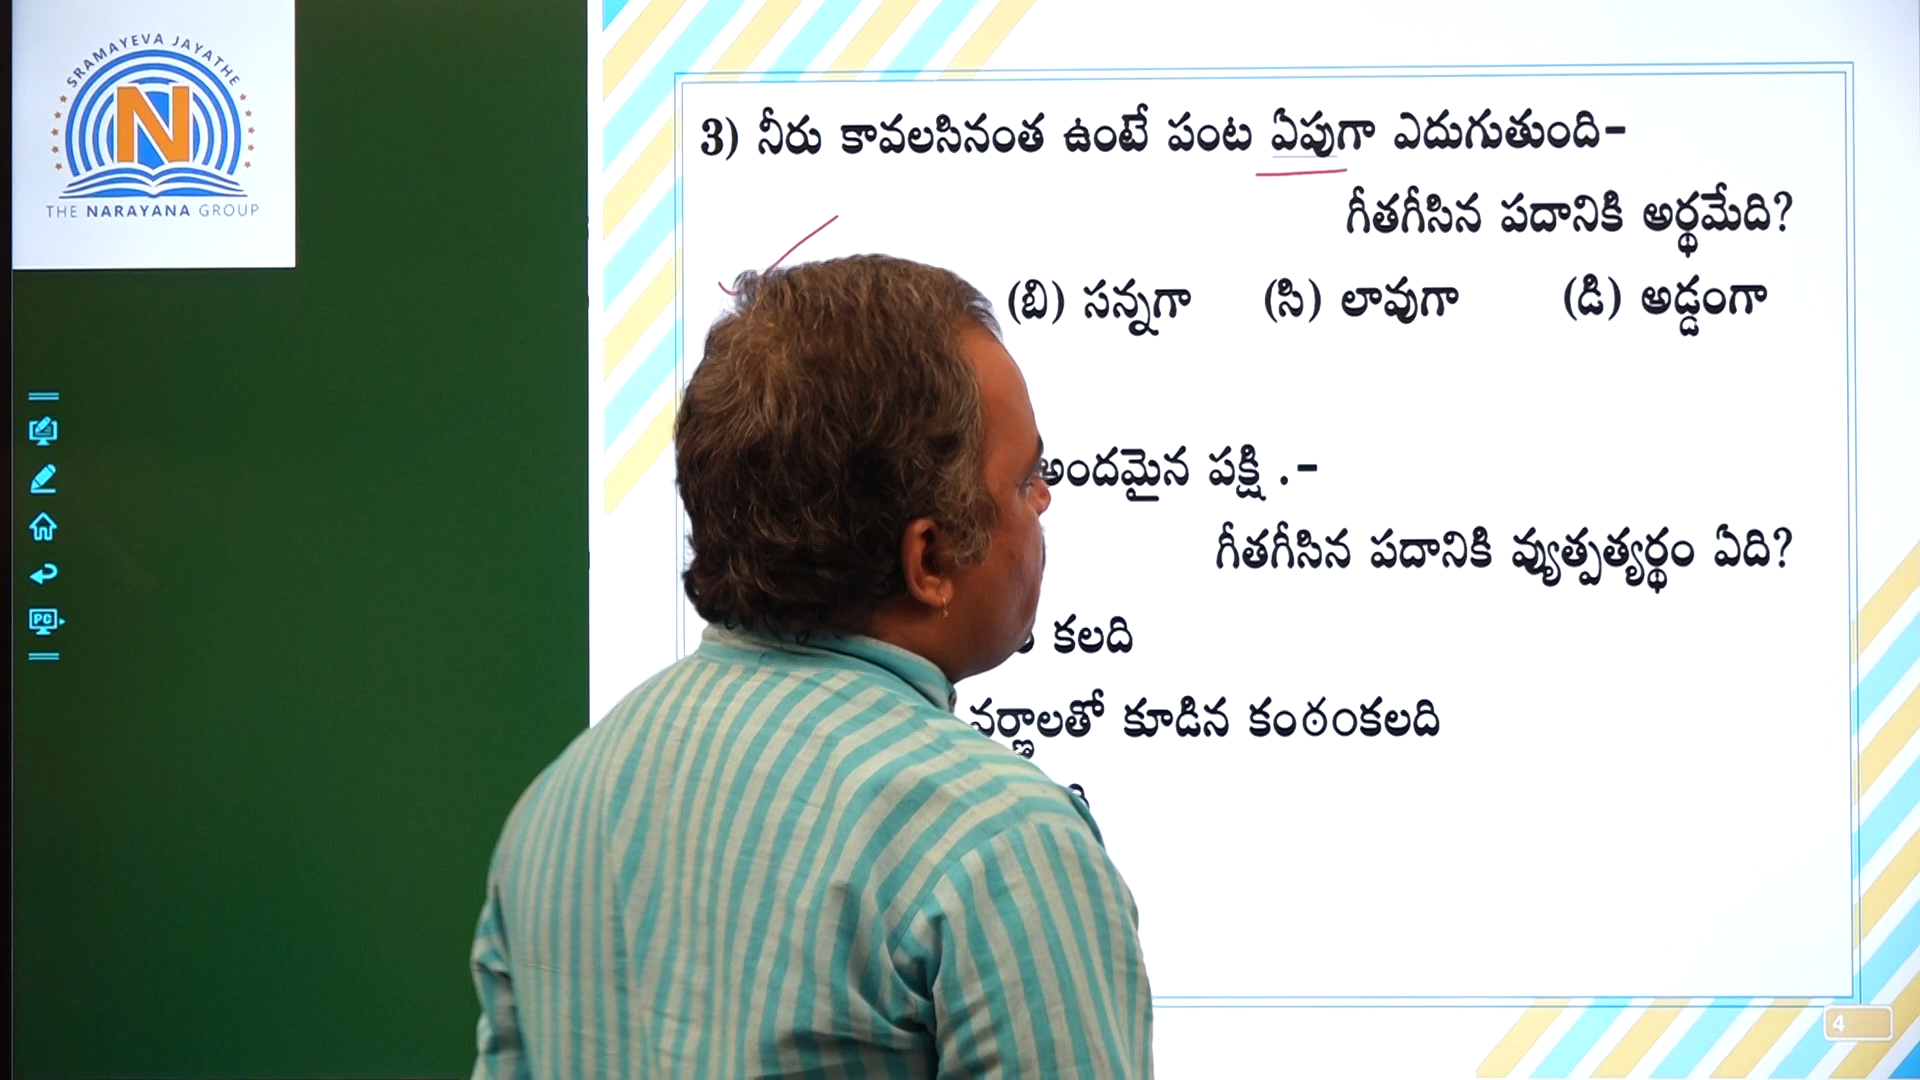 SRAMAYEVA JAYATHE
N
THE NARAYANA GROUP
PC
3) నీరు కావలసినంత ఉంటే పంట ఏపుగా ఎదుగుతుంది-
గీతగీసిన పదానికి అర్థమేది?
(బి) సన్నగా (సి) లావుగా (డి) అడ్డంగా
అందమైన పక్షి .-
గీతగీసిన పదానికి వ్యుత్పత్యర్థం ఏది?
కలది
వర్ణాలతో కూడిన కంఠంకలది
4